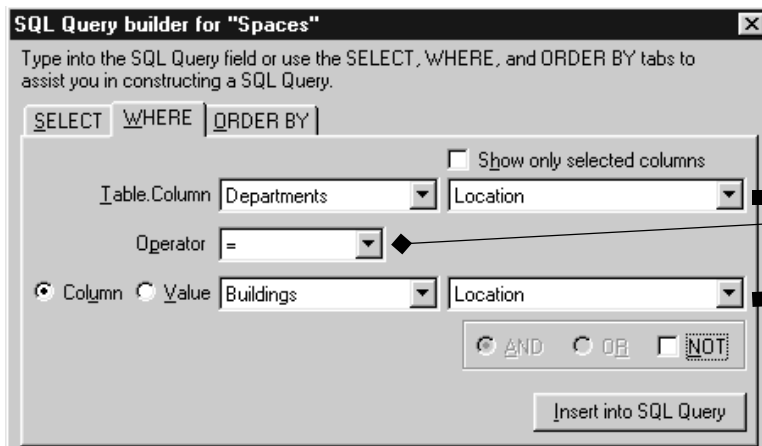 SQL Query builder for "Spaces"
Type into the SQL Query field or use the SELECT, WHERE, and ORDER BY tabs to
assist you in constructing a SQL Query.
SELECT WHERE ORDER BY
Show only selected columns
Table.Column Departments Location
Operator =
Column Value Buildings Location
AND OR NOT
Insert into SQL Query